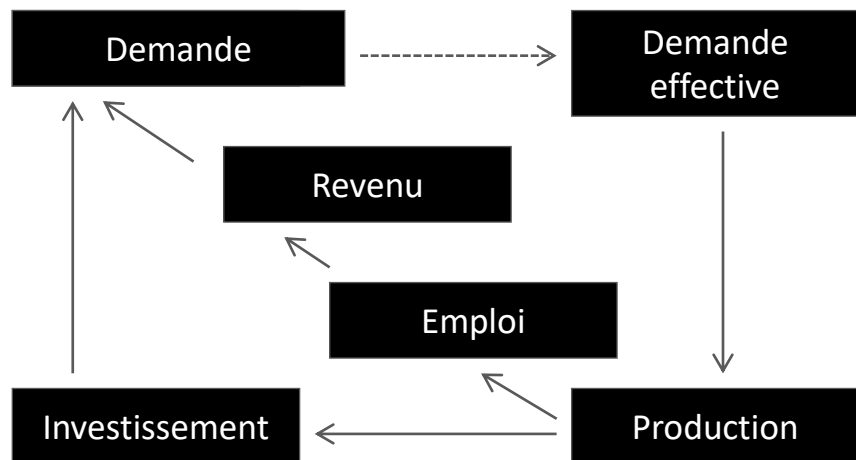 Demande
Demande
effective
Revenu
Emploi
Investissement
Production